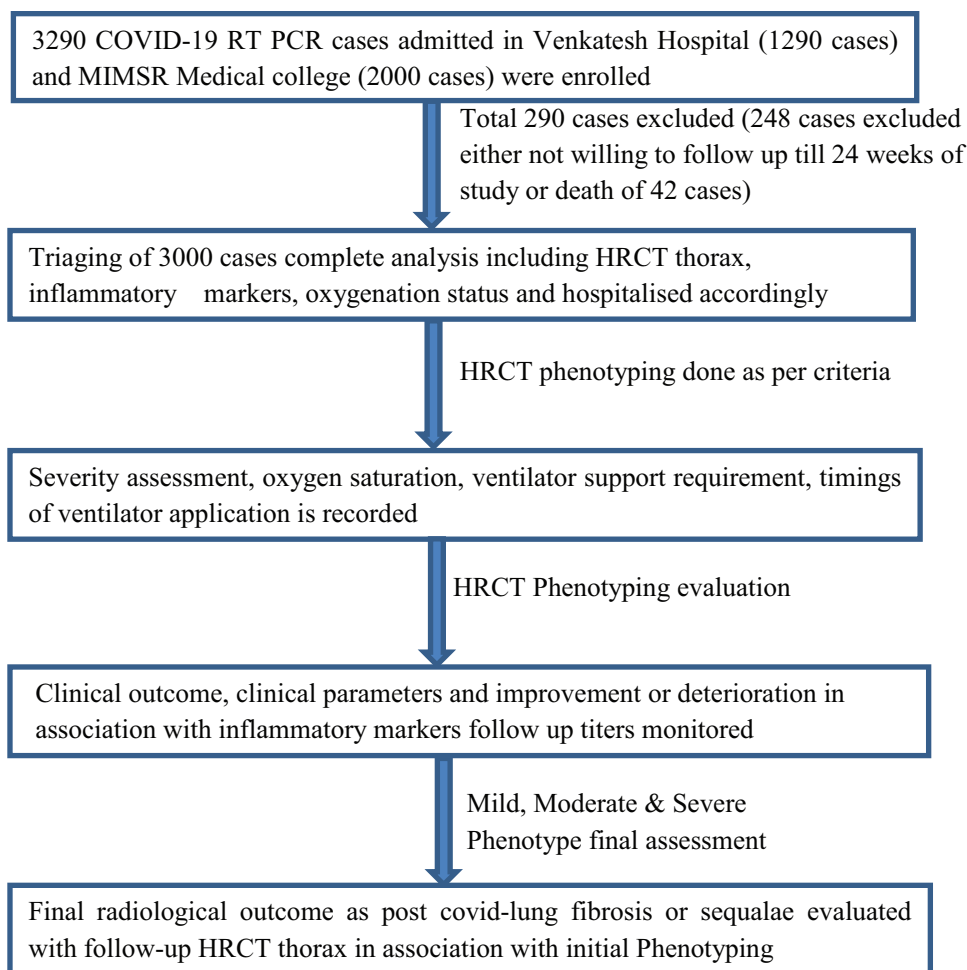 3290 COVID-19 RT PCR cases admitted in Venkatesh Hospital (1290 cases)
and MIMSR Medical college (2000 cases) were enrolled
Total 290 cases excluded (248 cases excluded
either not willing to follow up till 24 weeks of
study or death of 42 cases)
Triaging of 3000 cases complete analysis including HRCT thorax,
inflammatory markers, oxygenation status and hospitalised accordingly
HRCT phenotyping done as per criteria
Severity assessment, oxygen saturation, ventilator support requirement, timings
of ventilator application is recorded
HRCT Phenotyping evaluation
Clinical outcome, clinical parameters and improvement or deterioration in
association with inflammatory markers follow up titers monitored
Mild, Moderate & Severe
Phenotype final assessment
Final radiological outcome as post covid-lung fibrosis or sequalae evaluated
with follow-up HRCT thorax in association with initial Phenotyping